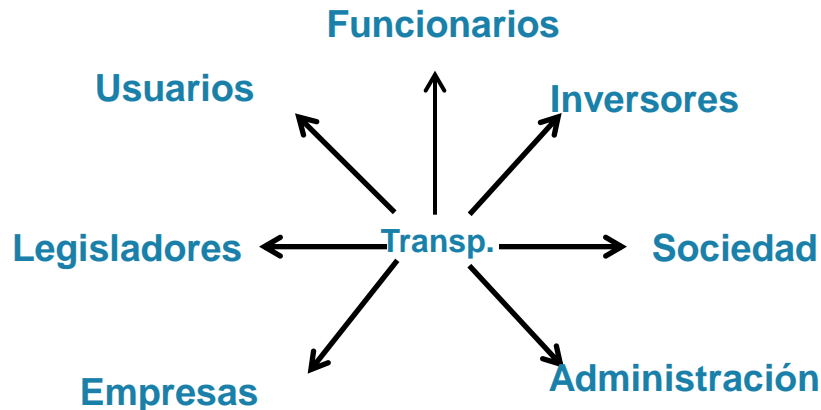 Funcionarios
Usuarios
Inversores
Legisladores
Transp.
Sociedad
Empresas
Administración